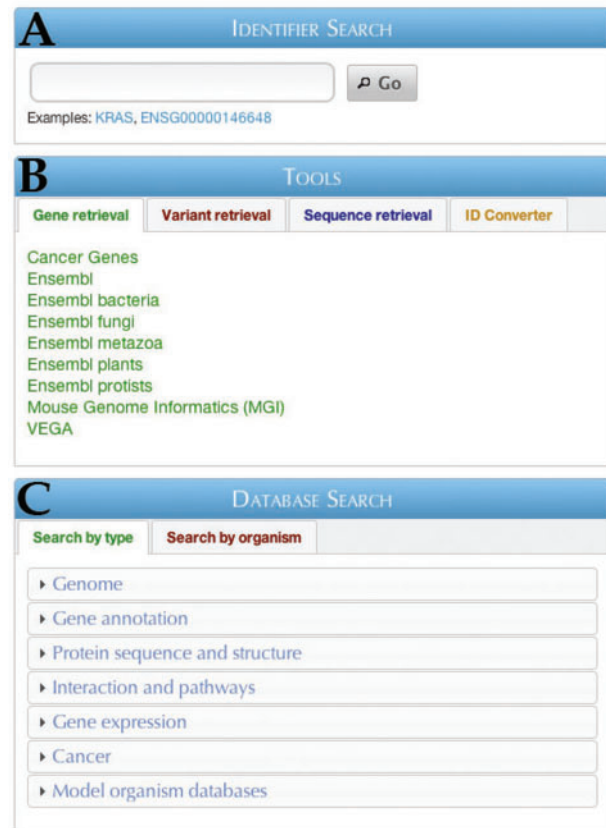 A IDENTIFIER SEARCH
Go
Examples: KRAS, ENSG00000146648
B TOOLS
Gene retrieval Variant retrieval Sequence retrieval ID Converter
Cancer Genes
Ensembl
Ensembl bacteria
Ensembl fungi
Ensembl metazoa
Ensembl plants
Ensembl protists
Mouse Genome Informatics (MGI)
VEGA
C DATABASE SEARCH
Search by type Search by organism
Genome
Gene annotation
Protein sequence and structure
Interaction and pathways
Gene expression
Cancer
Model organism databases